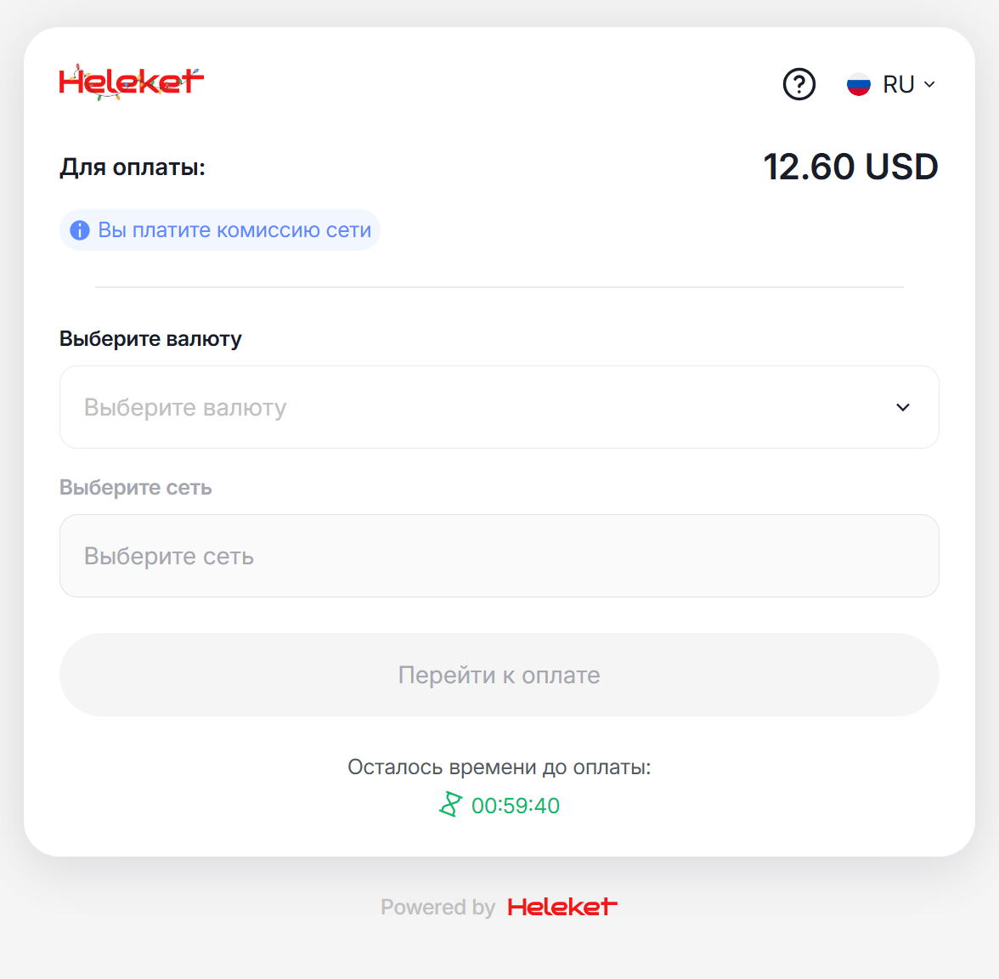 Heleket
RU
Для оплаты:
12.60 USD
Вы платите комиссию сети
Выберите валюту
Выберите валюту
Выберите сеть
Выберите сеть
Перейти к оплате
Осталось времени до оплаты:
00:59:40
Powered by Heleket